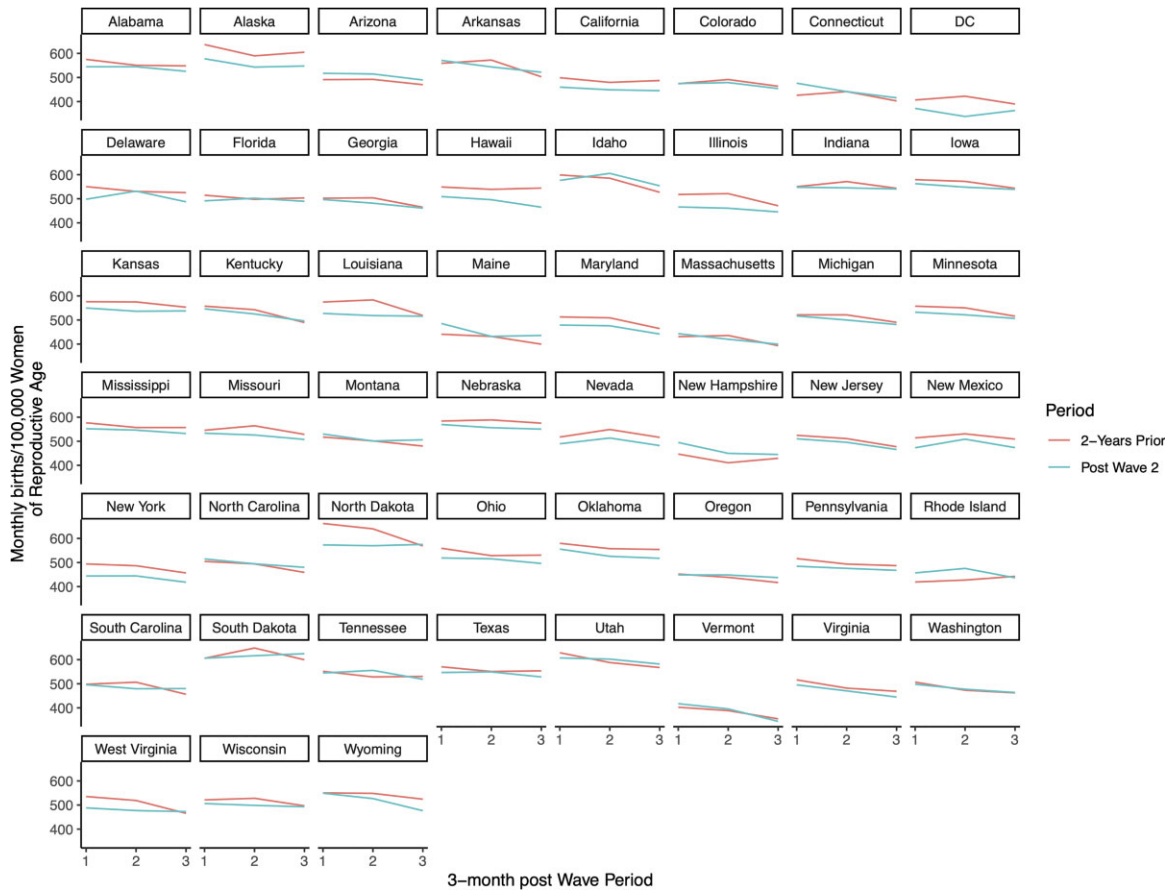 Alabama Alaska Arizona Arkansas California Colorado Connecticut DC
600
500
400
Delaware Florida Georgia Hawaii Idaho Illinois Indiana Iowa
600
500
400
Kansas Kentucky Louisiana Maine Maryland Massachusetts Michigan Minnesota
600
500
400
Monthly births/100,000 Women
of Reproductive Age
Mississippi Missouri Montana Nebraska Nevada New Hampshire New Jersey New Mexico
600
500
400
Period
2-Years Prior
Post Wave 2
New York North Carolina North Dakota Ohio Oklahoma Oregon Pennsylvania Rhode Island
600
500
400
South Carolina South Dakota Tennessee Texas Utah Vermont Virginia Washington
600
500
400
1 2 3 1 2 3 1 2 3 1 2 3 1 2 3
West Virginia Wisconsin Wyoming
600
500
400
1 2 3 1 2 3 1 2 3
3-month post Wave Period